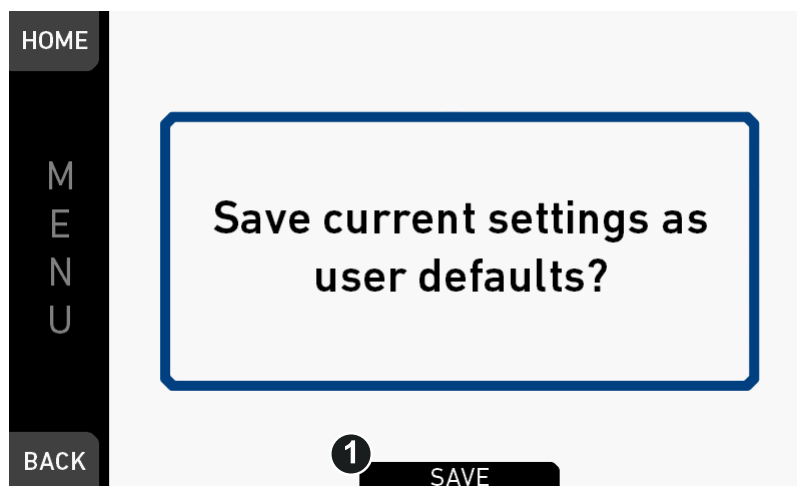 HOME
M
E
N
U
Save current settings as
user defaults?
BACK
1
SAVE